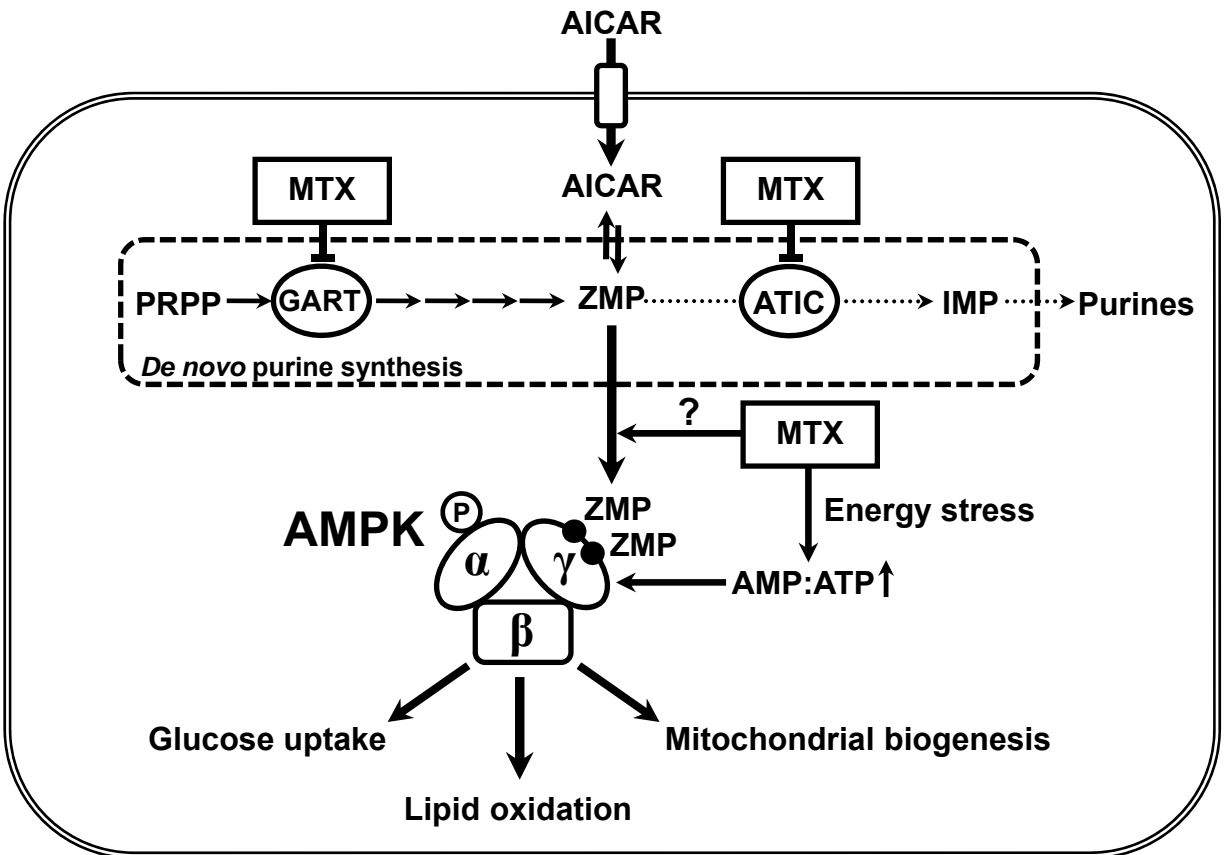 AICAR
MTX
AICAR
MTX
PRPP
GART
ZMP
ATIC
IMP
Purines
De novo purine synthesis
?
MTX
AMPK
P
ZMP
ZMP
Energy stress
α
γ
AMP:ATP
β
Glucose uptake
Mitochondrial biogenesis
Lipid oxidation